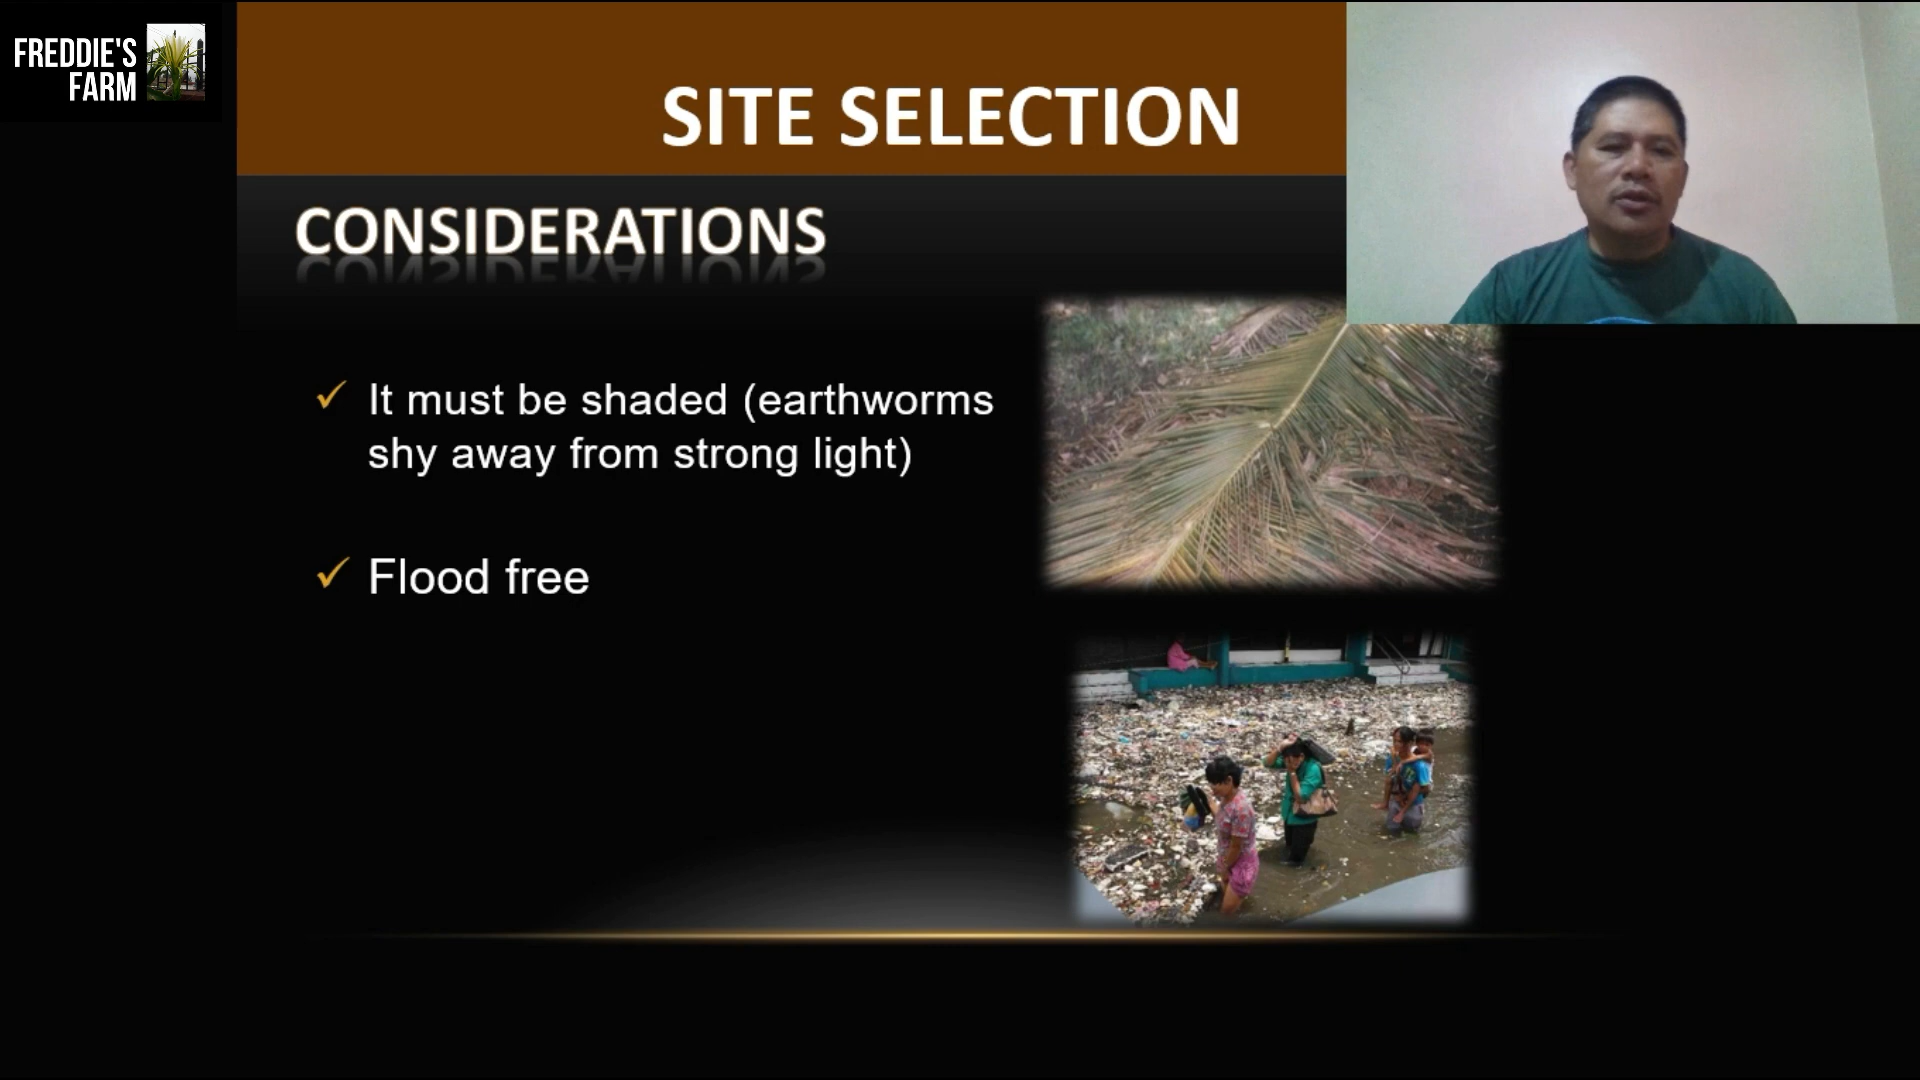 FREDDIE'S
FARM
SITE SELECTION
CONSIDERATIONS
It must be shaded (earthworms
shy away from strong light)
Flood free